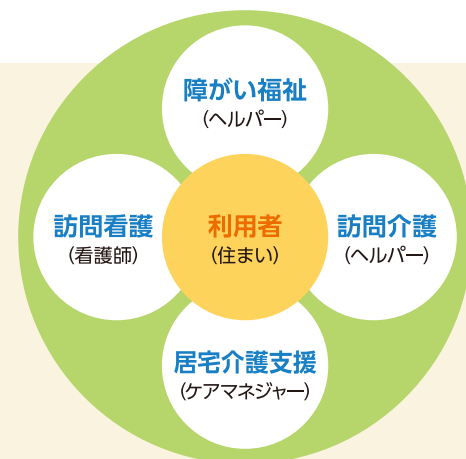 障がい福祉
(ヘルパー)
訪問看護
(看護師)
利用者
(住まい)
訪問介護
(ヘルパー)
居宅介護支援
(ケアマネジャー)